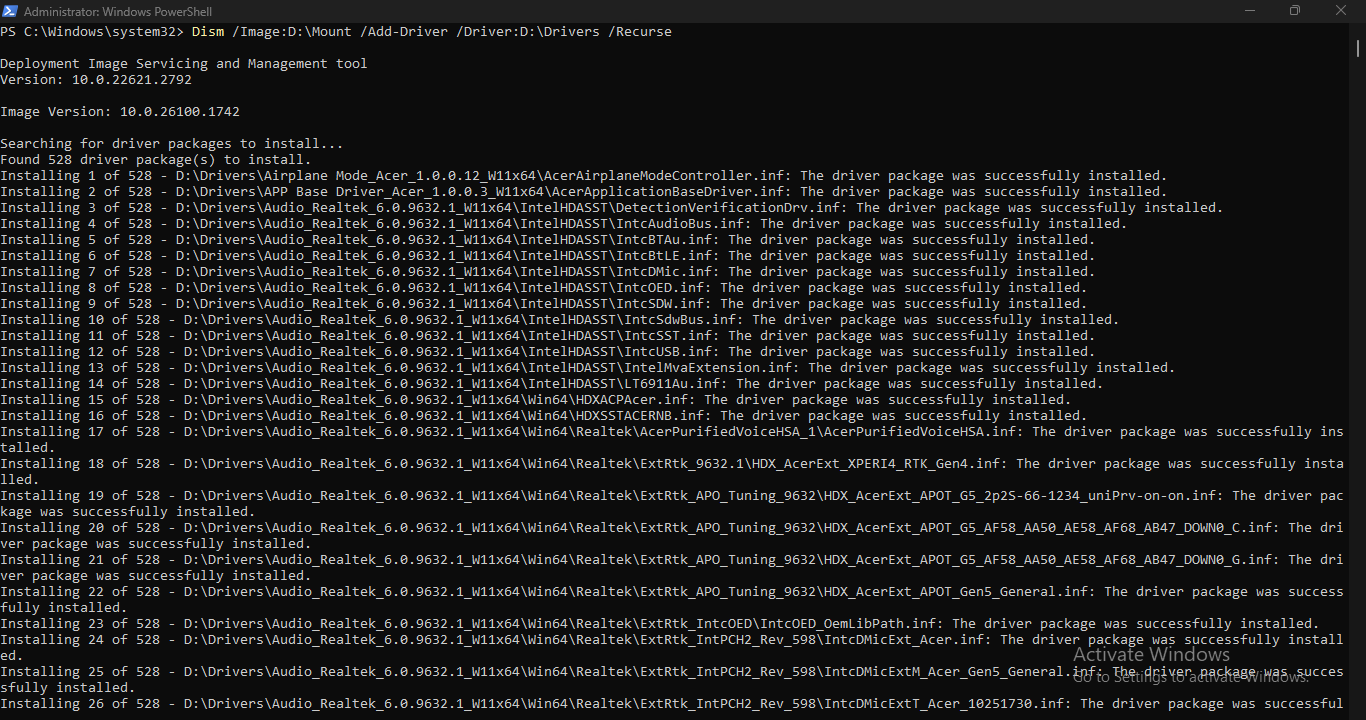 Administrator: Windows PowerShell
PS C:\Windows\system32> Dism /Image:D:\Mount /Add-Driver /Driver:D:\Drivers /Recurse
Deployment Image Servicing and Management tool
Version: 10.0.22621.2792
Image Version: 10.0.26100.1742
Searching for driver packages to install...
Found 528 driver package(s) to install.
Installing 1 of 528 - D:\Drivers\Airplane Mode_Acer_1.0.0.12_W11x64\AcerAirplaneModeController.inf: The driver package was successfully installed.
Installing 2 of 528 - D:\Drivers\APP Base Driver_Acer_1.0.0.3_W11x64\AcerApplicationBaseDriver.inf: The driver package was successfully installed.
Installing 3 of 528 - D:\Drivers\Audio_Realtek_6.0.9632.1_W11x64\IntelHDASST\DetectionVerificationDrv.inf: The driver package was successfully installed.
Installing 4 of 528 - D:\Drivers\Audio_Realtek_6.0.9632.1_W11x64\IntelHDASST\IntcAudioBus.inf: The driver package was successfully installed.
Installing 5 of 528 - D:\Drivers\Audio_Realtek_6.0.9632.1_W11x64\IntelHDASST\IntcBTAu.inf: The driver package was successfully installed.
Installing 6 of 528 - D:\Drivers\Audio_Realtek_6.0.9632.1_W11x64\IntelHDASST\IntcBtLE.inf: The driver package was successfully installed.
Installing 7 of 528 - D:\Drivers\Audio_Realtek_6.0.9632.1_W11x64\IntelHDASST\IntcDMic.inf: The driver package was successfully installed.
Installing 8 of 528 - D:\Drivers\Audio_Realtek_6.0.9632.1_W11x64\IntelHDASST\IntcOED.inf: The driver package was successfully installed.
Installing 9 of 528 - D:\Drivers\Audio_Realtek_6.0.9632.1_W11x64\IntelHDASST\IntcSDW.inf: The driver package was successfully installed.
Installing 10 of 528 - D:\Drivers\Audio_Realtek_6.0.9632.1_W11x64\IntelHDASST\IntcSdwBus.inf: The driver package was successfully installed.
Installing 11 of 528 - D:\Drivers\Audio_Realtek_6.0.9632.1_W11x64\IntelHDASST\IntcSST.inf: The driver package was successfully installed.
Installing 12 of 528 - D:\Drivers\Audio_Realtek_6.0.9632.1_W11x64\IntelHDASST\IntcUSB.inf: The driver package was successfully installed.
Installing 13 of 528 - D:\Drivers\Audio_Realtek_6.0.9632.1_W11x64\IntelHDASST\IntelMvaExtension.inf: The driver package was successfully installed.
Installing 14 of 528 - D:\Drivers\Audio_Realtek_6.0.9632.1_W11x64\IntelHDASST\LT6911Au.inf: The driver package was successfully installed.
Installing 15 of 528 - D:\Drivers\Audio_Realtek_6.0.9632.1_W11x64\Win64\HDXACPAcer.inf: The driver package was successfully installed.
Installing 16 of 528 - D:\Drivers\Audio_Realtek_6.0.9632.1_W11x64\Win64\HDXSSTACERNB.inf: The driver package was successfully installed.
Installing 17 of 528 - D:\Drivers\Audio_Realtek_6.0.9632.1_W11x64\Win64\Realtek\AcerPurifiedVoiceHSA_1\AcerPurifiedVoiceHSA.inf: The driver package was successfully ins
talled.
Installing 18 of 528 - D:\Drivers\Audio_Realtek_6.0.9632.1_W11x64\Win64\Realtek\ExtRtk_9632.1\HDX_AcerExt_XPERI4_RTK_Gen4.inf: The driver package was successfully insta
lled.
Installing 19 of 528 - D:\Drivers\Audio_Realtek_6.0.9632.1_W11x64\Win64\Realtek\ExtRtk_APO_Tuning_9632\HDX_AcerExt_APOT_G5_2p2S-66-1234_uniPrv-on-on.inf: The driver pac
kage was successfully installed.
Installing 20 of 528 - D:\Drivers\Audio_Realtek_6.0.9632.1_W11x64\Win64\Realtek\ExtRtk_APO_Tuning_9632\HDX_AcerExt_APOT_G5_AF58_AA50_AE58_AF68_AB47_DOWN0_C.inf: The dri
ver package was successfully installed.
Installing 21 of 528 - D:\Drivers\Audio_Realtek_6.0.9632.1_W11x64\Win64\Realtek\ExtRtk_APO_Tuning_9632\HDX_AcerExt_APOT_G5_AF58_AA50_AE58_AF68_AB47_DOWN0_G.inf: The dri
ver package was successfully installed.
Installing 22 of 528 - D:\Drivers\Audio_Realtek_6.0.9632.1_W11x64\Win64\Realtek\ExtRtk_APO_Tuning_9632\HDX_AcerExt_APOT_Gen5_General.inf: The driver package was success
fully installed.
Installing 23 of 528 - D:\Drivers\Audio_Realtek_6.0.9632.1_W11x64\Win64\Realtek\ExtRtk_IntcOED\IntcOED_OemLibPath.inf: The driver package was successfully installed.
Installing 24 of 528 - D:\Drivers\Audio_Realtek_6.0.9632.1_W11x64\Win64\Realtek\ExtRtk_IntPCH2_Rev_598\IntcDMicExt_Acer.inf: The driver package was successfully install
ed.
Activate Windows
Installing 25 of 528 - D:\Drivers\Audio_Realtek_6.0.9632.1_W11x64\Win64\Realtek\ExtRtk_IntPCH2_Rev_598\IntcDMicExtM_Acer_Gen5_General.inf: The driver package was succes
Go to Settings to activate Windows.
sfully installed.
Installing 26 of 528 - D:\Drivers\Audio_Realtek_6.0.9632.1_W11x64\Win64\Realtek\ExtRtk_IntPCH2_Rev_598\IntcDMicExtT_Acer_10251730.inf: The driver package was successful